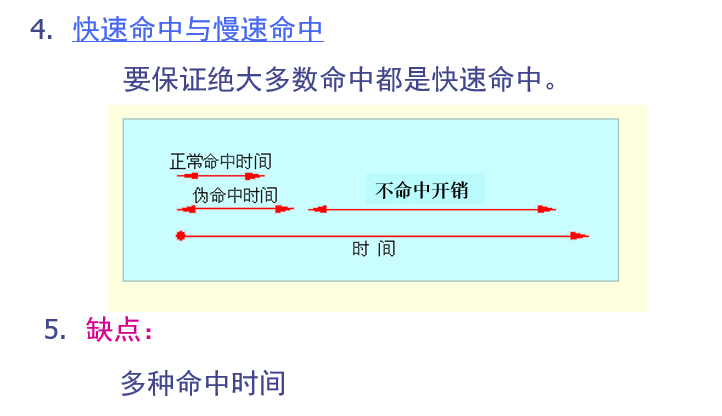 4. 快速命中与慢速命中
要保证绝大多数命中都是快速命中。
正常命中时间
伪命中时间
不命中开销
时 间
5. 缺点：
多种命中时间